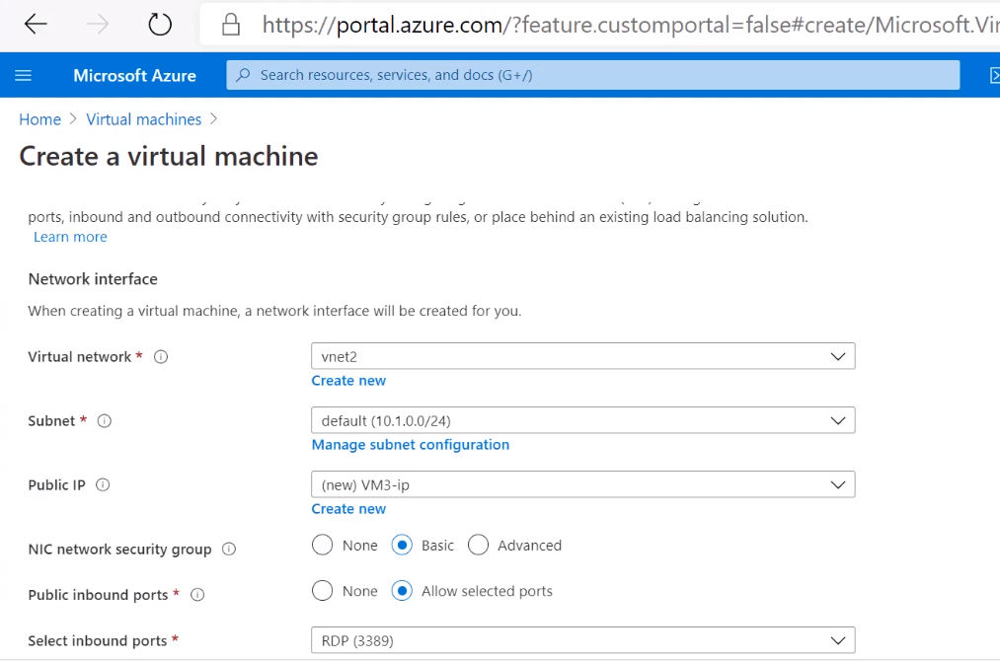 https://portal.azure.com/?feature.customportal=false#create/Microsoft.Vir
Microsoft Azure
Search resources, services, and docs (G+/)
Home > Virtual machines >
Create a virtual machine
ports, inbound and outbound connectivity with security group rules, or place behind an existing load balancing solution.
Learn more
Network interface
When creating a virtual machine, a network interface will be created for you.
Virtual network * vnet2
Create new
Subnet * default (10.1.0.0/24)
Manage subnet configuration
Public IP (new) VM3-ip
Create new
NIC network security group None Basic Advanced
Public inbound ports * None Allow selected ports
Select inbound ports * RDP (3389)